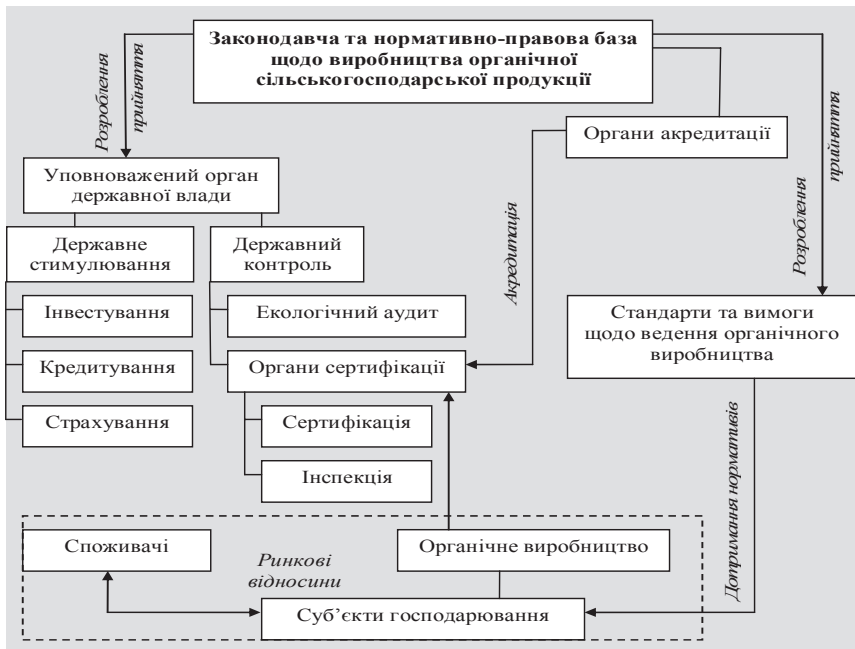 Законодавча та нормативно-правова база
щодо виробництва органічної
сільськогосподарської продукції
Розроблення
прийняття
Органи акредитації
Уповноважений орган
державної влади
Розроблення
прийняття
Державне
стимулювання
Державний
контроль
Акредитація
Інвестування
Екологічний аудит
Стандарти та вимоги
щодо ведення органічного
виробництва
Кредитування
Органи сертифікації
Страхування
Сертифікація
Інспекція
Дотримання нормативів
Споживачі
Органічне виробництво
Ринкові
відносини
Суб’єкти господарювання